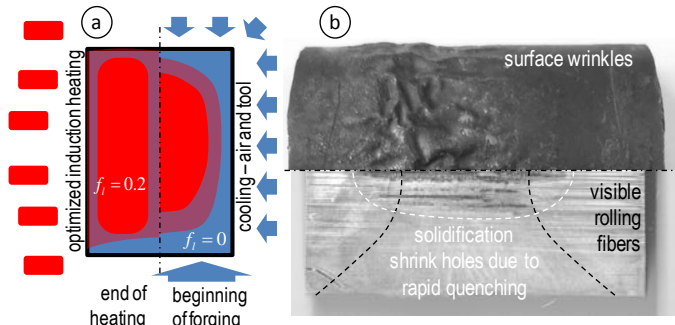 a
b
optimized induction heating
cooling – air and tool
f_l = 0.2
f_l = 0
end of
heating
beginning
of forging
surface wrinkles
visible
rolling
fibers
solidification
shrink holes due to
rapid quenching